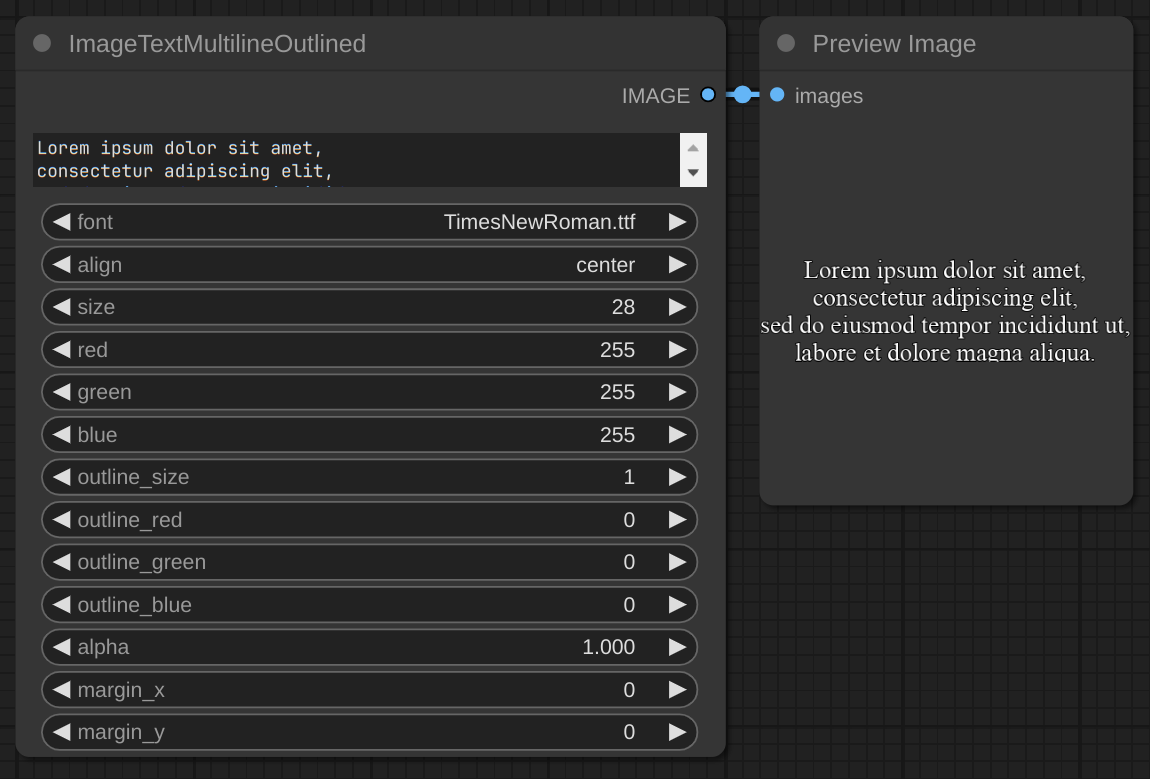 ImageTextMultilineOutlined
IMAGE
Lorem ipsum dolor sit amet,
consectetur adipiscing elit,
font TimesNewRoman.ttf
align center
size 28
red 255
green 255
blue 255
outline_size 1
outline_red 0
outline_green 0
outline_blue 0
alpha 1.000
margin_x 0
margin_y 0
Preview Image
images
Lorem ipsum dolor sit amet,
consectetur adipiscing elit,
sed do eiusmod tempor incididunt ut,
labore et dolore magna aliqua.